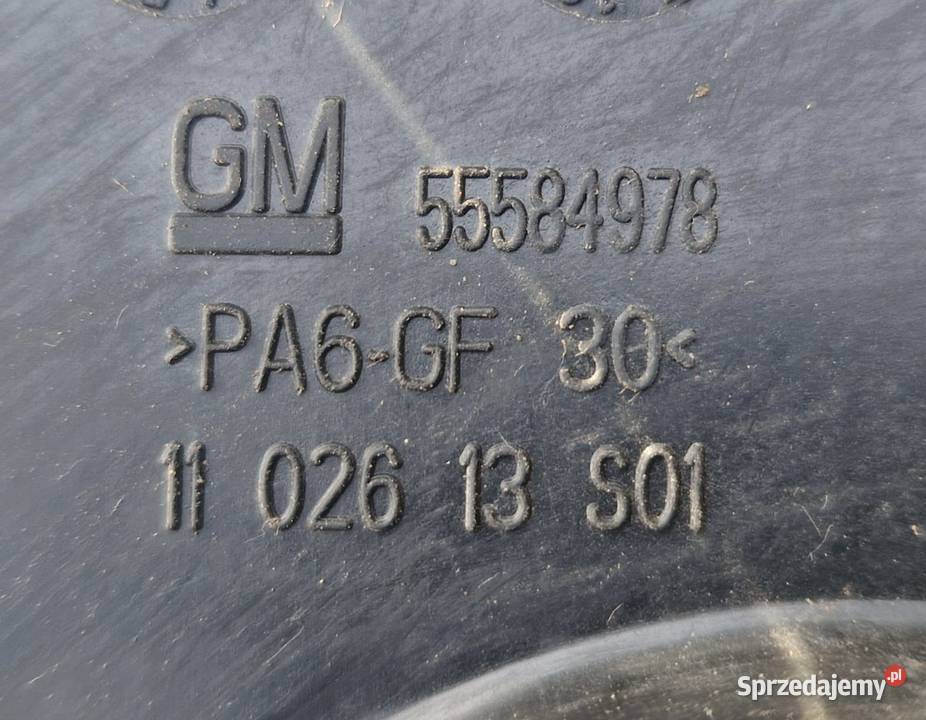 GM 55584978
>PA6-GF 30<
11 026 13 S01
Sprzedajemy.pl